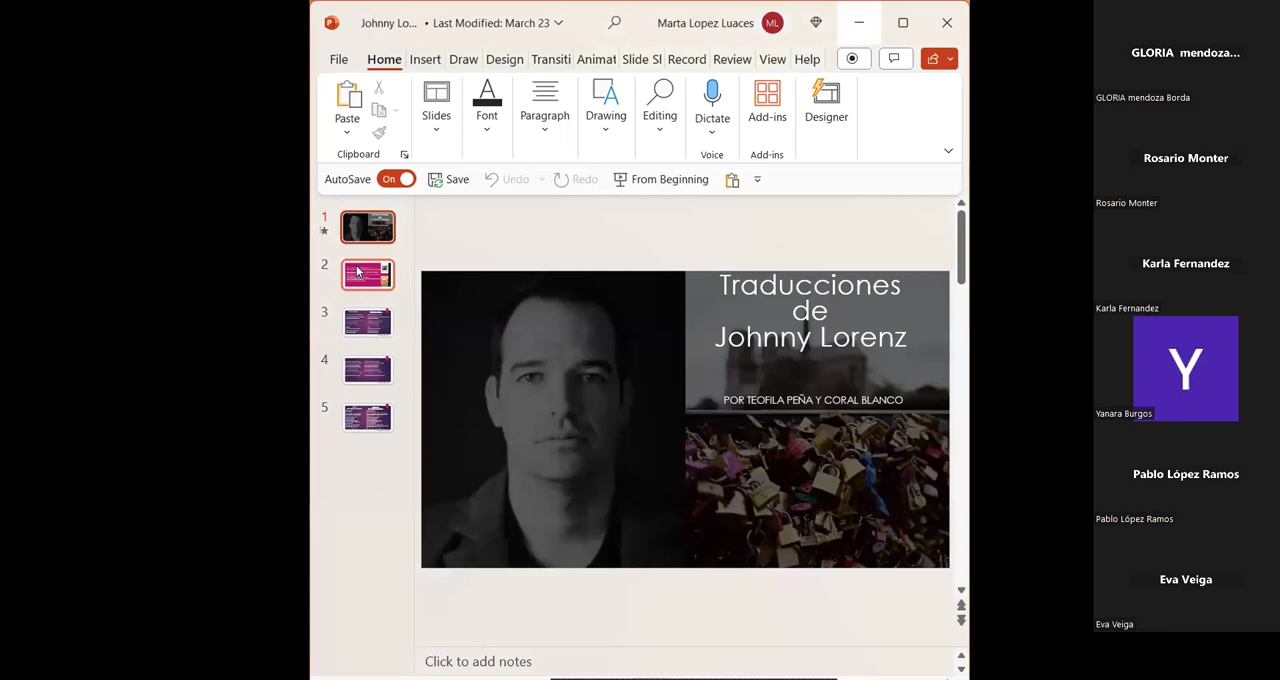 Johnny Lo... • Last Modified: March 23
Marta Lopez Luaces
ML
File Home Insert Draw Design Transiti Animat Slide Sl Record Review View Help
Paste
Slides
Font
Paragraph
Drawing
Editing
Dictate
Add-ins
Designer
Clipboard
Voice
Add-ins
AutoSave On Save Undo Redo From Beginning
1
2
3
4
5
Traducciones
de
Johnny Lorenz
POR TEOFILA PEÑA Y CORAL BLANCO
Click to add notes
GLORIA mendoza...
GLORIA mendoza Borda
Rosario Monter
Rosario Monter
Karla Fernandez
Karla Fernandez
Y
Yanara Burgos
Pablo López Ramos
Pablo López Ramos
Eva Veiga
Eva Veiga